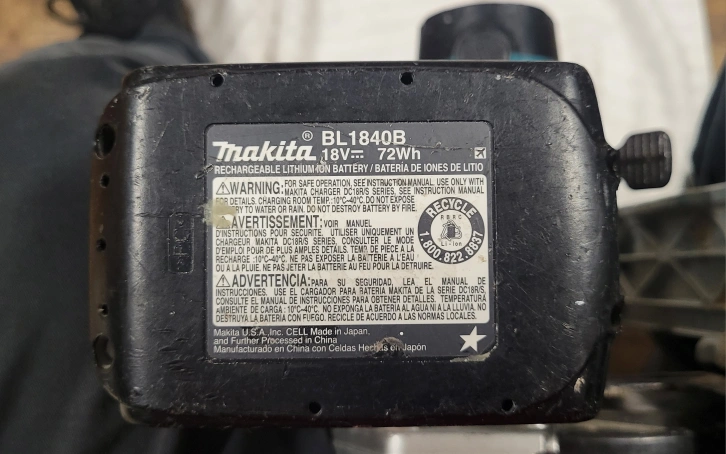 makita ® BL1840B
18V⎓ 72Wh
RECHARGEABLE LITHIUM ION BATTERY / BATERÍA DE IONES DE LITIO
⚠WARNING: FOR SAFE OPERATION, SEE INSTRUCTION MANUAL. USE ONLY WITH
MAKITA CHARGER DC18R/S SERIES. SEE INSTRUCTION MANUAL
FOR DETAILS. CHARGING ROOM TEMP.:10°C–40°C. DO NOT EXPOSE
TO WATER OR RAIN. DO NOT DESTROY BATTERY BY FIRE.
AVERTISSEMENT: VOIR MANUEL
D'INSTRUCTIONS POUR SÉCURITÉ. UTILISER UNIQUEMENT UN
CHARGEUR MAKITA DC18R/S SERIES, CONSULTER LE MODE
D'EMPLOI POUR DE PLUS AMPLES DETAILS. TEMP DE PIECE A LA
RECHARGE :10°C–40°C. NE PAS EXPOSER LA BATTERIE A L'EAU
OU A LA PLUIE. NE PAS JETER LA BATTERIE AU FEU POUR LA DETRUIRE.
⚠ADVERTENCIA: PARA SU SEGURIDAD, LEA EL MANUAL DE
INSTRUCCIONES. USE EL CARGADOR PARA BATERIA MAKITA DE LA SERIE DC18R/S.
CONSULTE EL MANUAL DE INSTRUCCIONES PARA OBTENER DETALLES. TEMPERATURA
AMBIENTE DE CARGA :10°C–40°C. NO EXPONGA LA BATERIA AL AGUA NI A LA LLUVIA. NO
DESTRUYA LA BATERIA CON FUEGO. RECICLE DE ACUERDO A LAS NORMAS LOCALES.
RECYCLE
RBRC
Li-ion
1.800.822.8837
Makita U.S.A.,Inc. CELL Made in Japan,
and Further Processed in China
Manufacturado en China con Celdas Hechas en Japón